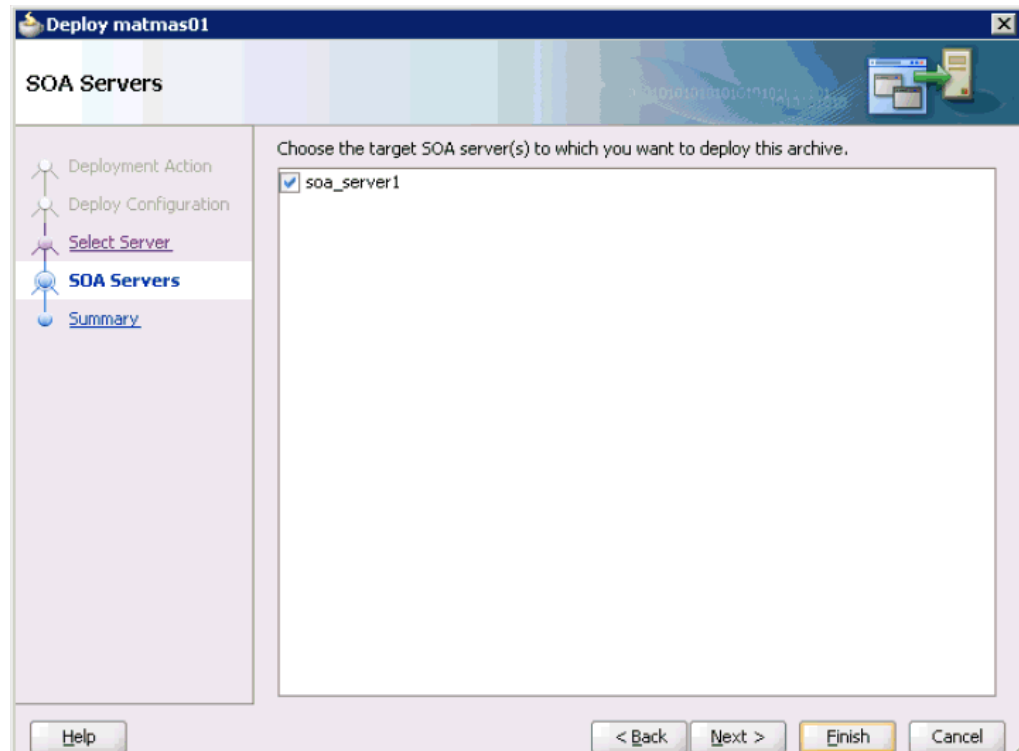 Deploy matmas01
SOA Servers
Deployment Action
Deploy Configuration
Select Server
SOA Servers
Summary
Choose the target SOA server(s) to which you want to deploy this archive.
soa_server1
Help
< Back
Next >
Finish
Cancel